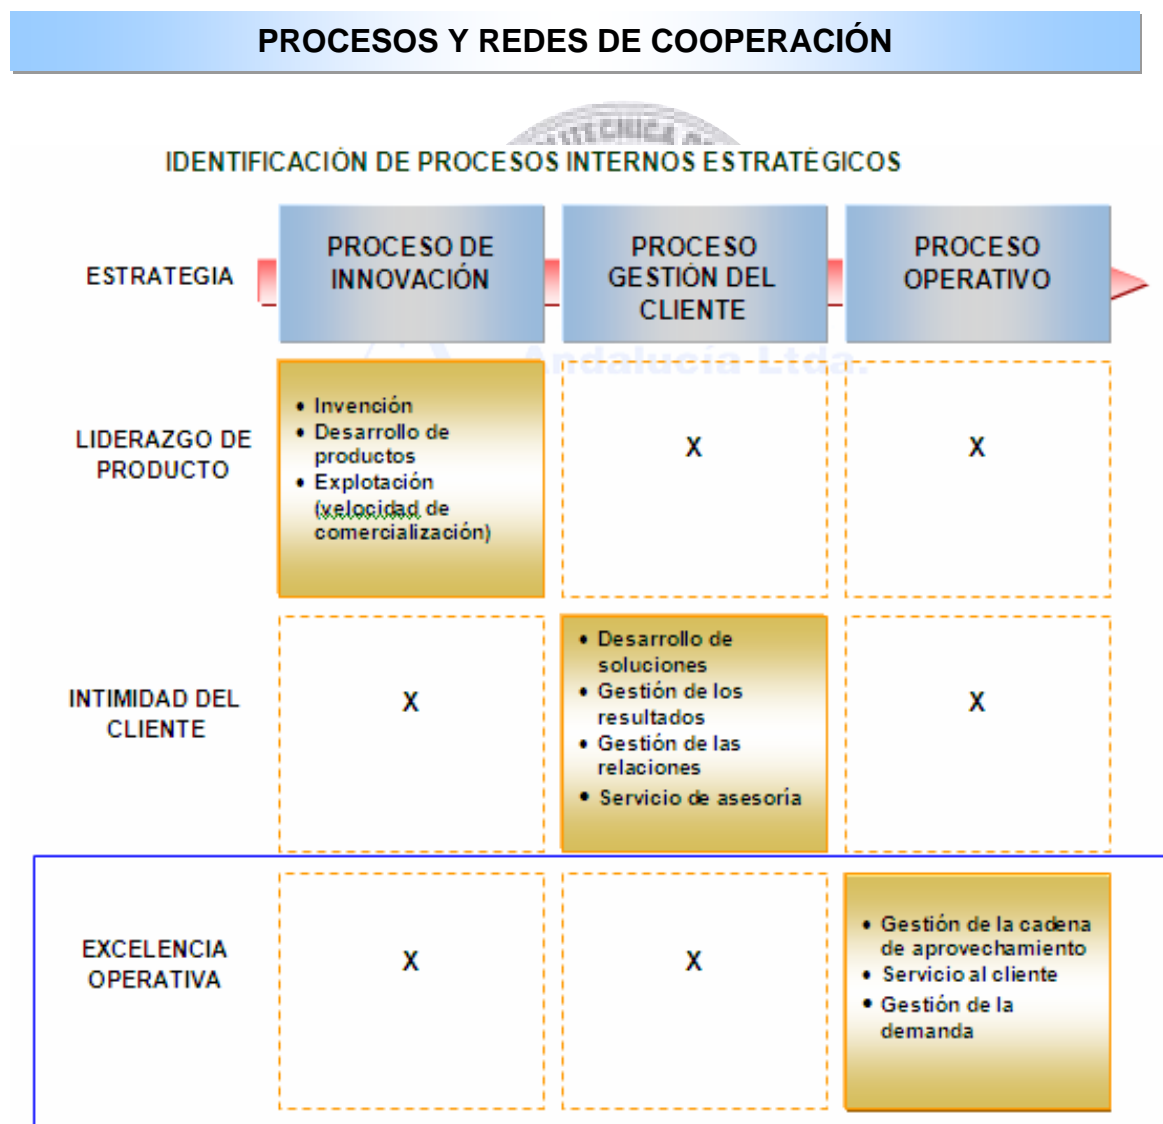 PROCESOS Y REDES DE COOPERACIÓN
IDENTIFICACIÓN DE PROCESOS INTERNOS ESTRATÉGICOS
ESTRATEGIA
PROCESO DE
INNOVACIÓN
PROCESO
GESTIÓN DEL
CLIENTE
PROCESO
OPERATIVO
Andalucía Ltda.
LIDERAZGO DE
PRODUCTO
• Invención
• Desarrollo de
productos
• Explotación
(velocidad de
comercialización)
X
X
INTIMIDAD DEL
CLIENTE
X
• Desarrollo de
soluciones
• Gestión de los
resultados
• Gestión de las
relaciones
• Servicio de asesoría
X
EXCELENCIA
OPERATIVA
X
X
• Gestión de la cadena
de aprovechamiento
• Servicio al cliente
• Gestión de la
demanda